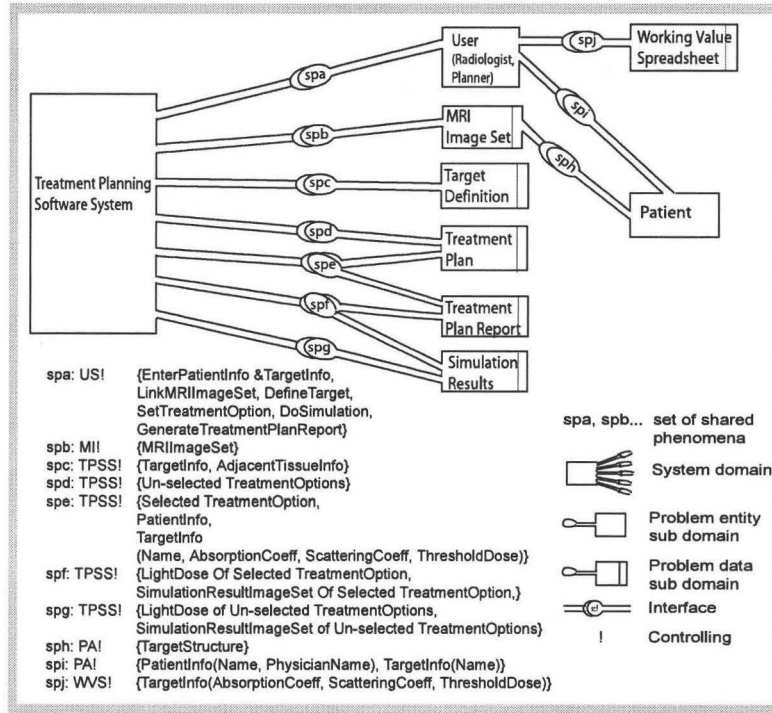 User
(Radiologist,
Planner)
spj
Working Value
Spreadsheet
spa
spi
MRI
Image Set
spb
sph
Treatment Planning
Software System
Target
Definition
spc
Patient
spd
Treatment
Plan
spe
spf
Treatment
Plan Report
spg
Simulation
Results
spa: US! {EnterPatientInfo &TargetInfo,
LinkMRIImageSet, DefineTarget,
SetTreatmentOption, DoSimulation,
GenerateTreatmentPlanReport}
spb: MI! {MRIImageSet}
spc: TPSS! {TargetInfo, AdjacentTissueInfo}
spd: TPSS! {Un-selected TreatmentOptions}
spe: TPSS! {Selected TreatmentOption,
PatientInfo,
TargetInfo
(Name, AbsorptionCoeff, ScatteringCoeff, ThresholdDose)}
spf: TPSS! {LightDose Of Selected TreatmentOption,
SimulationResultImageSet Of Selected TreatmentOption,}
spg: TPSS! {LightDose of Un-selected TreatmentOptions,
SimulationResultImageSet of Un-selected TreatmentOptions}
sph: PA! {TargetStructure}
spi: PA! {PatientInfo(Name, PhysicianName), TargetInfo(Name)}
spj: WVS! {TargetInfo(AbsorptionCoeff, ScatteringCoeff, ThresholdDose)}
spa, spb... set of shared
phenomena
System domain
Problem entity
sub domain
Problem data
sub domain
Interface
! Controlling